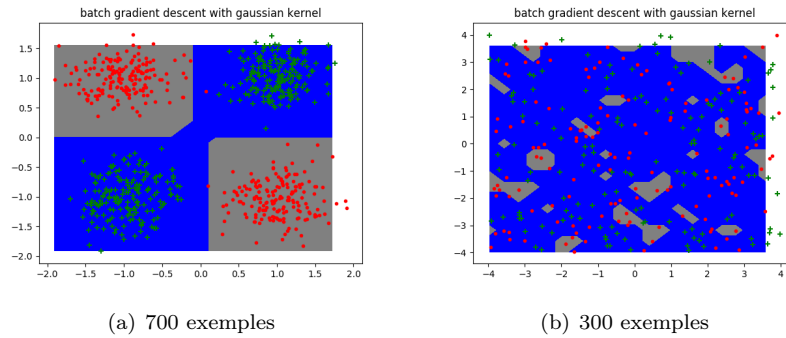 batch gradient descent with gaussian kernel
1.5
1.0
0.5
0.0
−0.5
−1.0
−1.5
−2.0
−2.0 −1.5 −1.0 −0.5 0.0 0.5 1.0 1.5 2.0
(a) 700 exemples
batch gradient descent with gaussian kernel
4
3
2
1
0
−1
−2
−3
−4
−4 −3 −2 −1 0 1 2 3 4
(b) 300 exemples